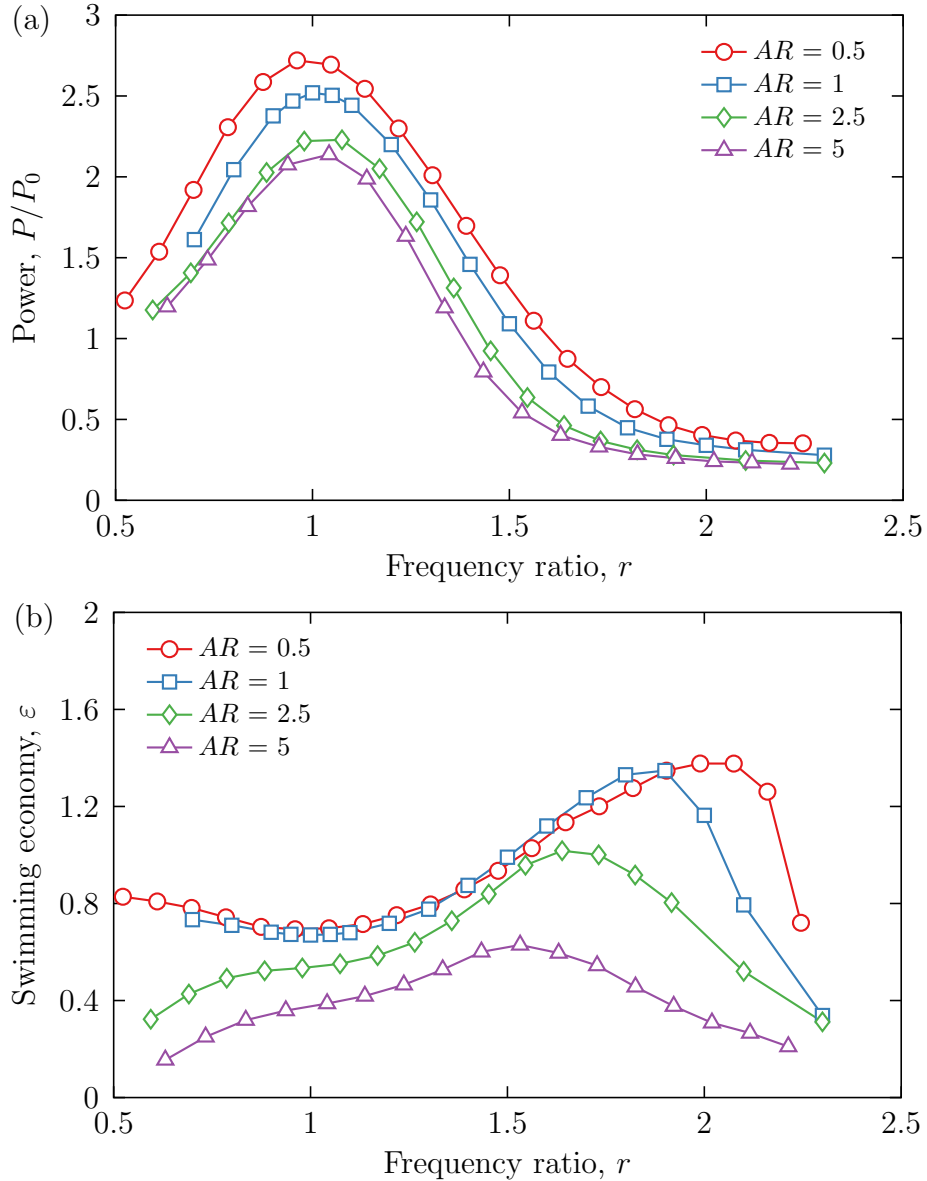 (a)
3
2.5
2
1.5
1
0.5
0
Power, P/P₀
AR = 0.5
AR = 1
AR = 2.5
AR = 5
0.5 1 1.5 2 2.5
Frequency ratio, r
(b)
2
1.6
1.2
0.8
0.4
0
Swimming economy, ε
AR = 0.5
AR = 1
AR = 2.5
AR = 5
0.5 1 1.5 2 2.5
Frequency ratio, r